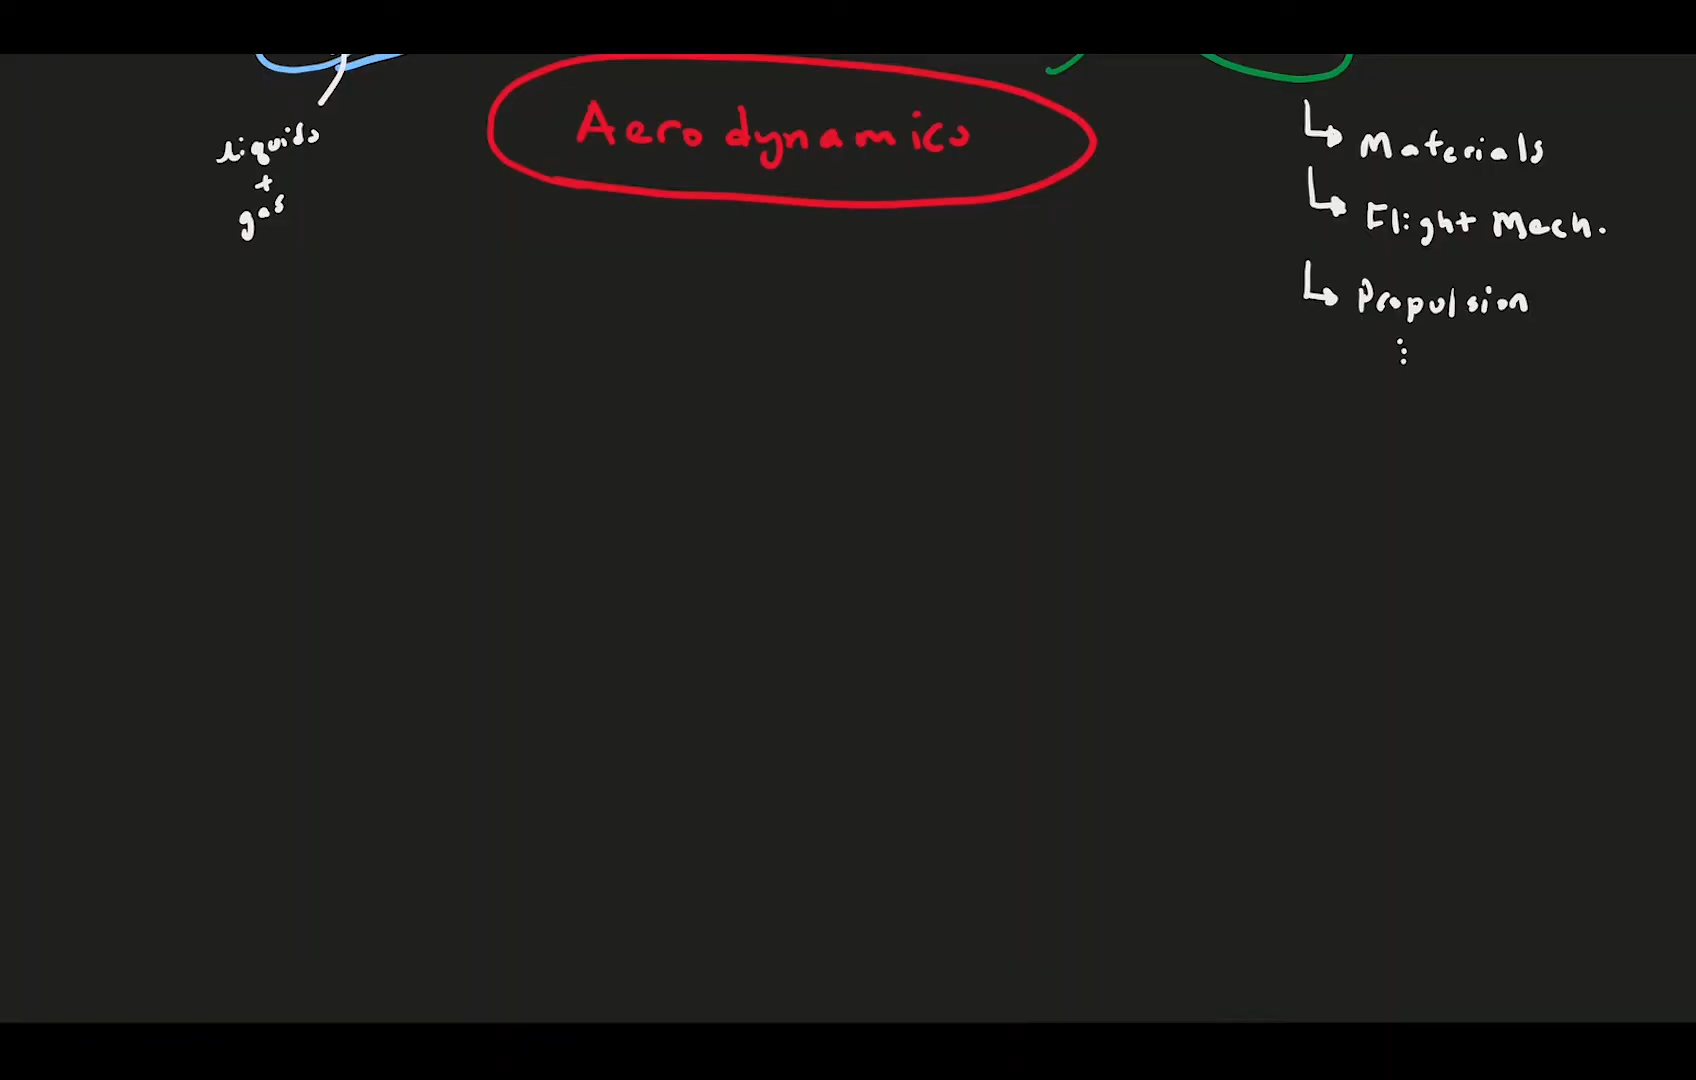 Aerodynamics
liquids
+
gas
↳ Materials
↳ Flight Mech.
↳ Propulsion
⋮